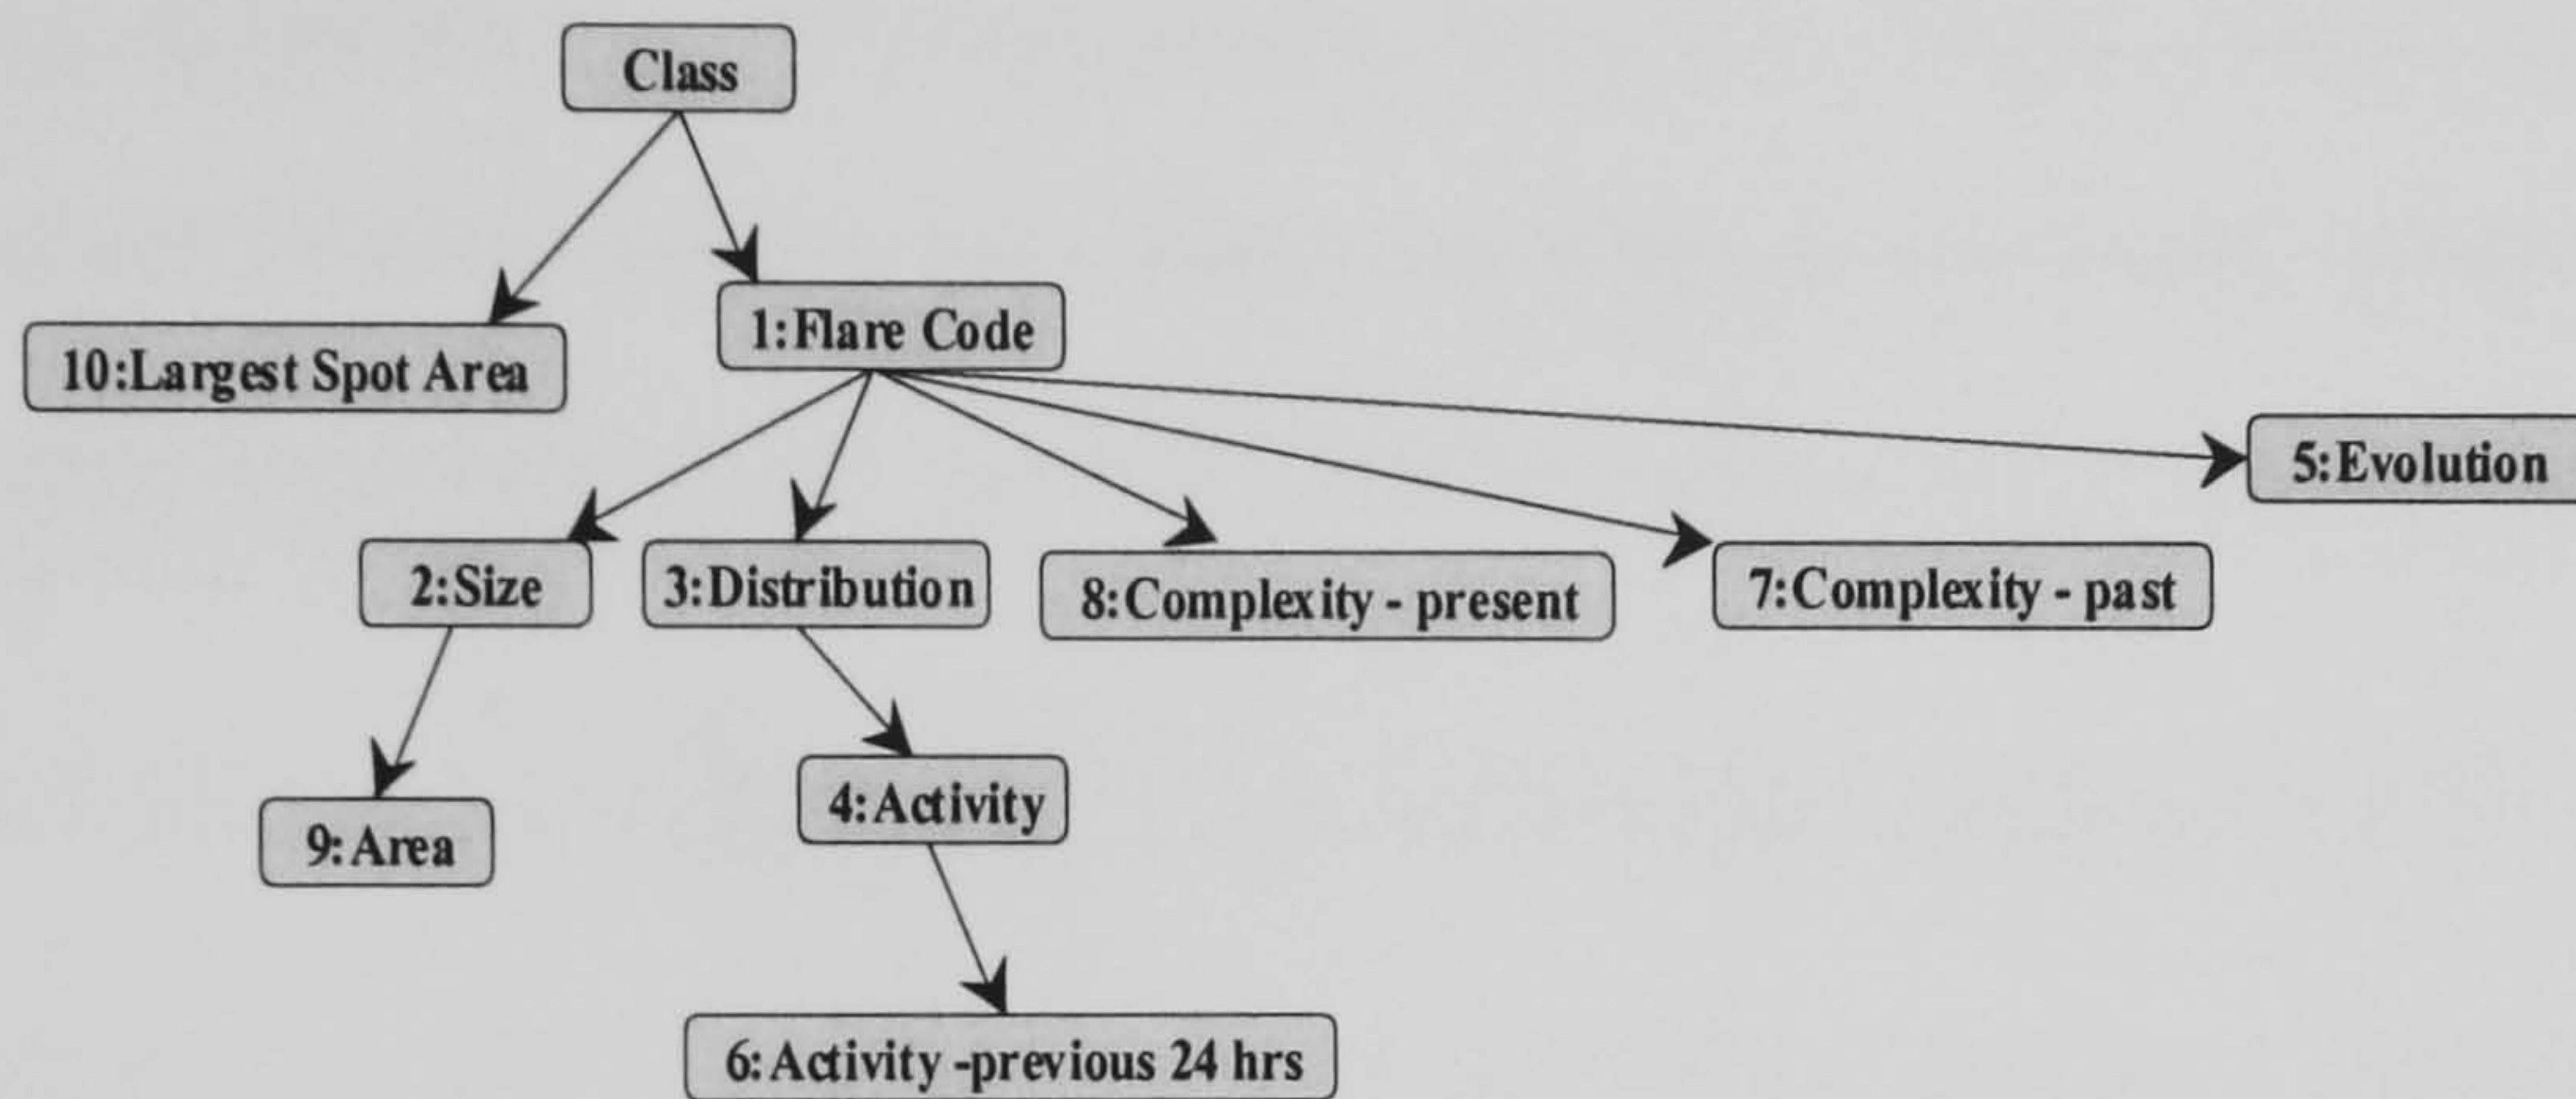 Class
1:Flare Code
10:Largest Spot Area
5:Evolution
2:Size
3:Distribution
8:Complexity - present
7:Complexity - past
4:Activity
9:Area
6:Activity -previous 24 hrs